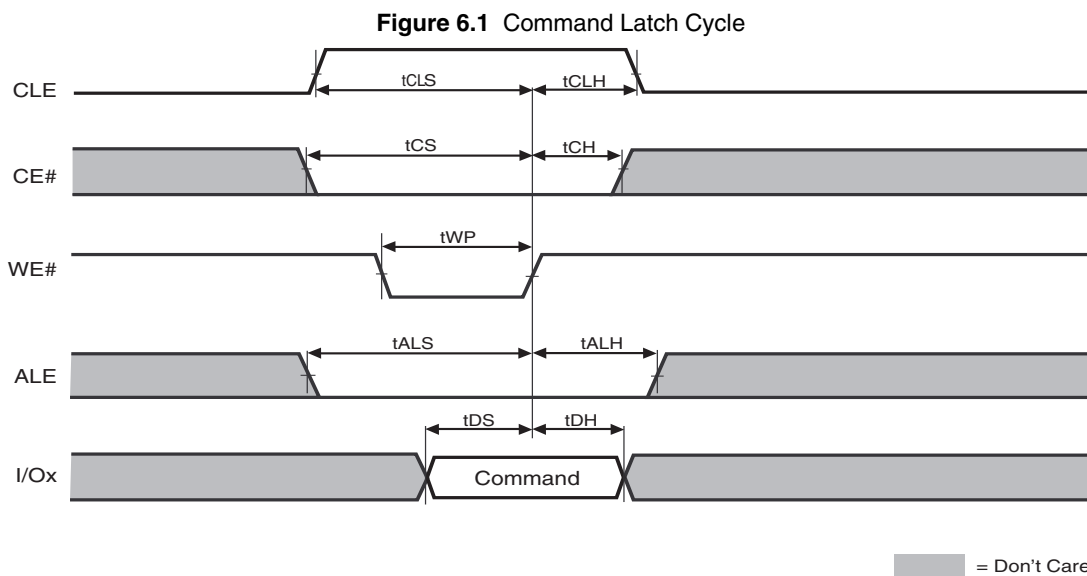 Figure 6.1 Command Latch Cycle
CLE
tCLS
tCLH
CE#
tCS
tCH
WE#
tWP
ALE
tALS
tALH
I/Ox
tDS
tDH
Command
= Don't Care